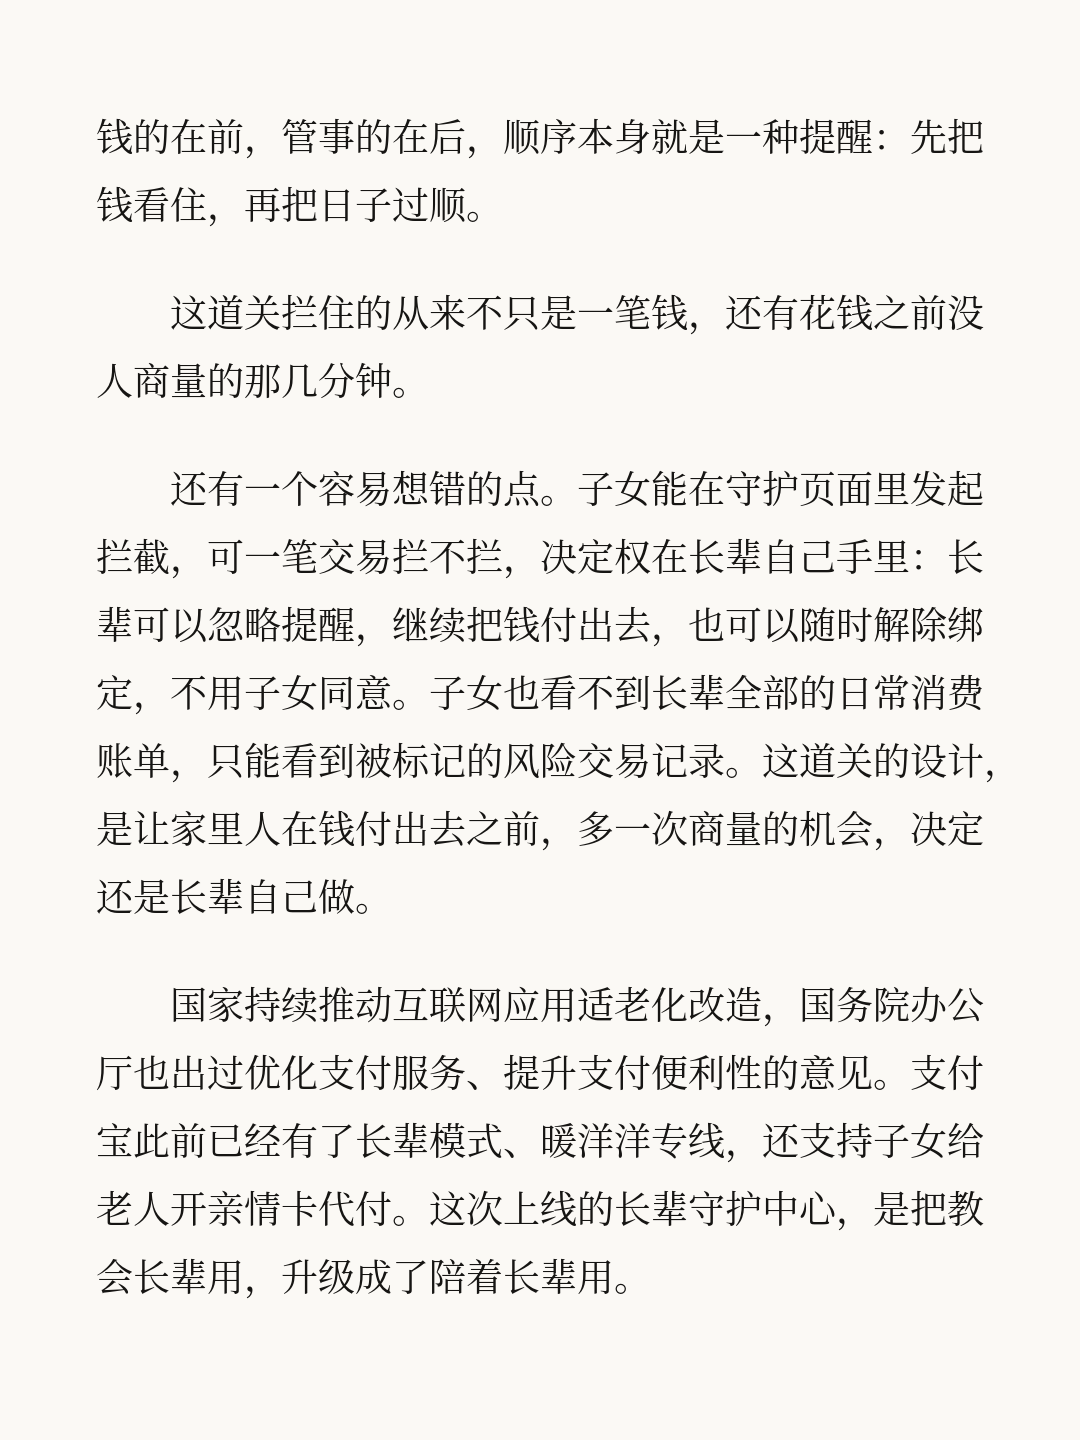 钱的在前，管事的在后，顺序本身就是一种提醒：先把
钱看住，再把日子过顺。
这道关拦住的从来不只是一笔钱，还有花钱之前没
人商量的那几分钟。
还有一个容易想错的点。子女能在守护页面里发起
拦截，可一笔交易拦不拦，决定权在长辈自己手里：长
辈可以忽略提醒，继续把钱付出去，也可以随时解除绑
定，不用子女同意。子女也看不到长辈全部的日常消费
账单，只能看到被标记的风险交易记录。这道关的设计，
是让家里人在钱付出去之前，多一次商量的机会，决定
还是长辈自己做。
国家持续推动互联网应用适老化改造，国务院办公
厅也出过优化支付服务、提升支付便利性的意见。支付
宝此前已经有了长辈模式、暖洋洋专线，还支持子女给
老人开亲情卡代付。这次上线的长辈守护中心，是把教
会长辈用，升级成了陪着长辈用。